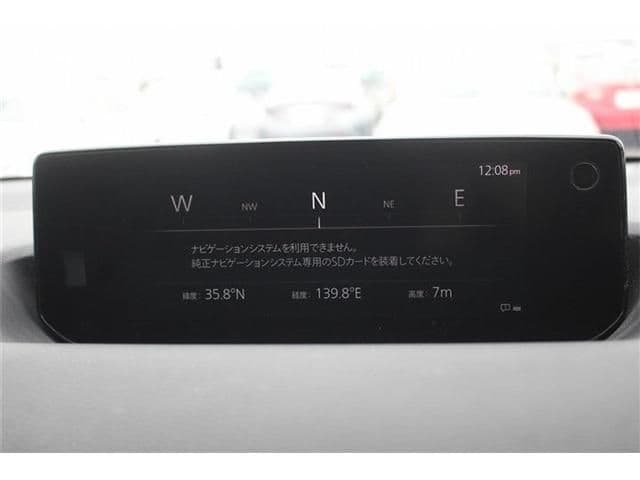 12:08pm
W NW N NE E
ナビゲーションシステムを利用できません。
純正ナビゲーションシステム専用のSDカードを装着してください。
緯度: 35.8°N 経度: 139.8°E 高度: 7m